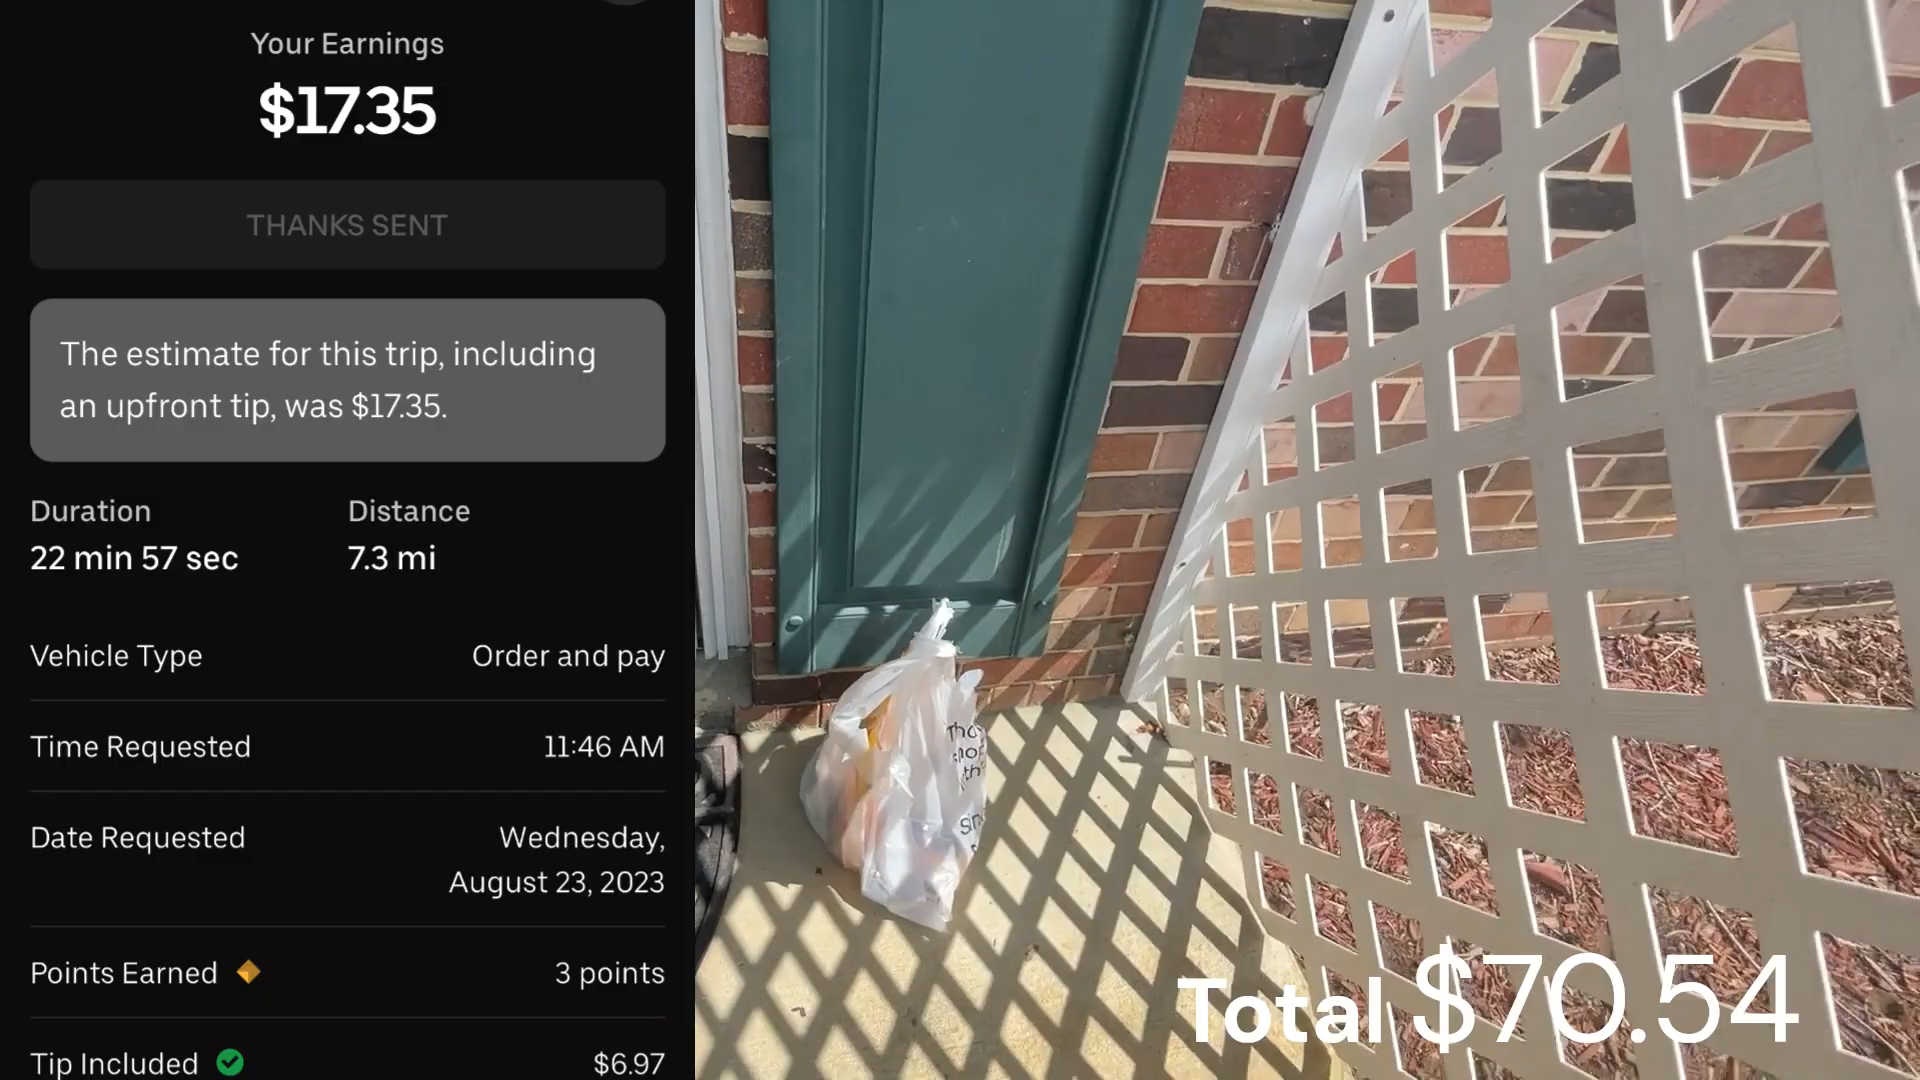 Your Earnings
$17.35
THANKS SENT
The estimate for this trip, including
an upfront tip, was $17.35.
Duration
Distance
22 min 57 sec
7.3 mi
Vehicle Type
Order and pay
Time Requested
11:46 AM
Date Requested
Wednesday,
August 23, 2023
Points Earned
3 points
Tip Included
$6.97
Total $70.54